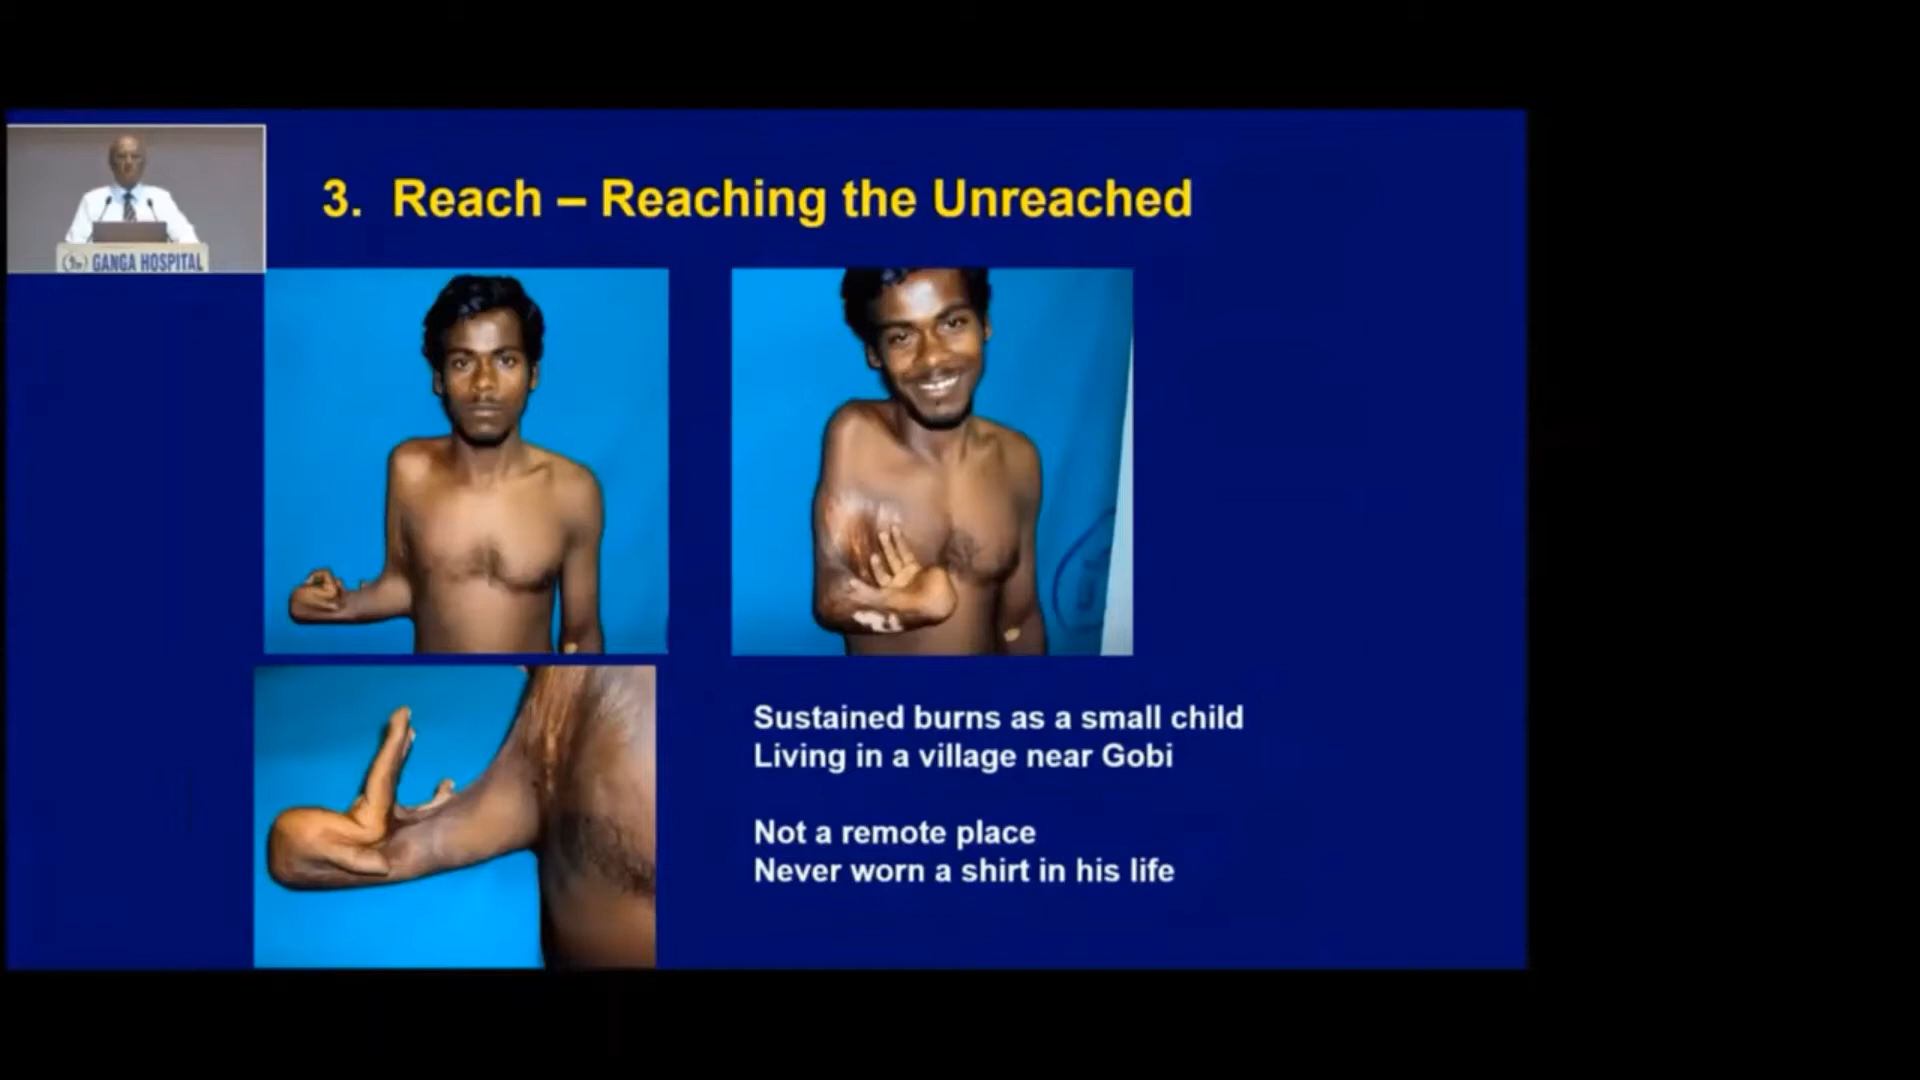 3. Reach – Reaching the Unreached
GANGA HOSPITAL
Sustained burns as a small child
Living in a village near Gobi
Not a remote place
Never worn a shirt in his life